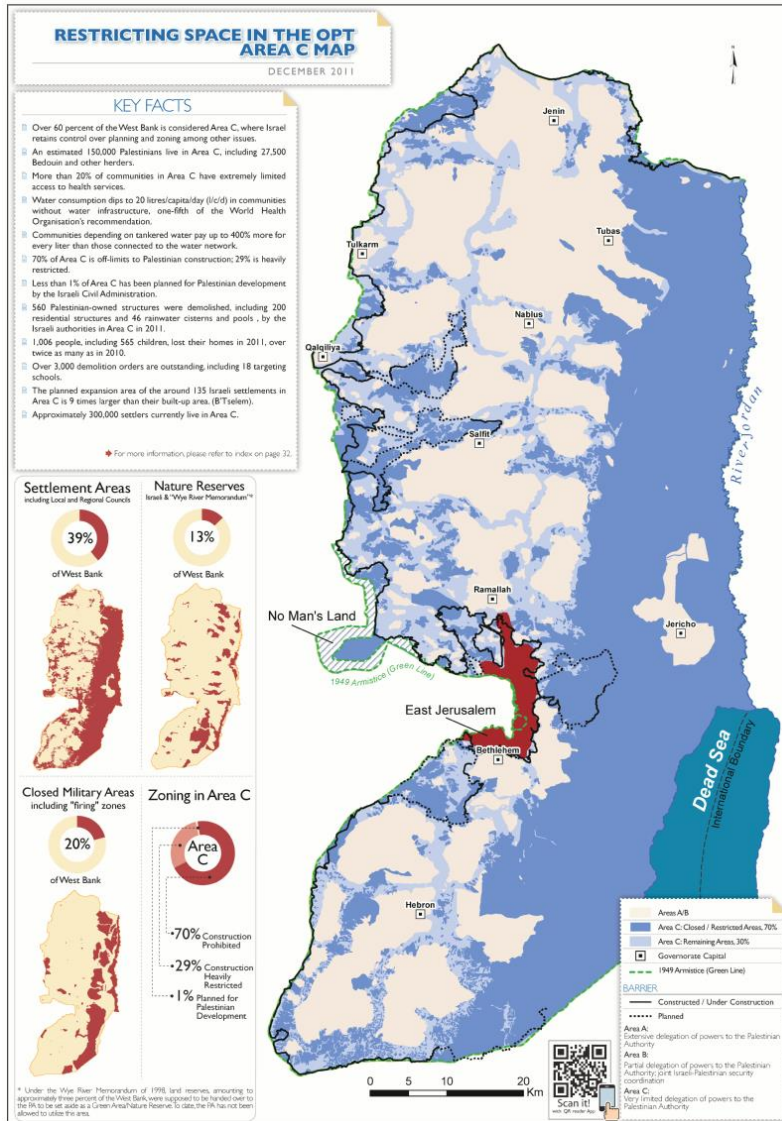 RESTRICTING SPACE IN THE OPT
AREA C MAP
DECEMBER 2011
KEY FACTS
Over 60 percent of the West Bank is considered Area C, where Israel
retains control over planning and zoning among other issues.
An estimated 150,000 Palestinians live in Area C, including 27,500
Bedouin and other herders.
More than 20% of communities in Area C have extremely limited
access to health services.
Water consumption dips to 20 litres/capita/day (l/c/d) in communities
without water infrastructure, one-fifth of the World Health
Organisation's recommendation.
Communities depending on tankered water pay up to 400% more for
every liter than those connected to the water network.
70% of Area C is off-limits to Palestinian construction; 29% is heavily
restricted.
Less than 1% of Area C has been planned for Palestinian development
by the Israeli Civil Administration.
560 Palestinian-owned structures were demolished, including 200
residential structures and 46 rainwater cisterns and pools , by the
Israeli authorities in Area C in 2011.
1,006 people, including 565 children, lost their homes in 2011, over
twice as many as in 2010.
Over 3,000 demolition orders are outstanding, including 18 targeting
schools.
The planned expansion area of the around 135 Israeli settlements in
Area C is 9 times larger than their built-up area. (B'Tselem).
Approximately 300,000 settlers currently live in Area C.
For more information, please refer to index on page 32.
Settlement Areas
including Local and Regional Councils
39%
of West Bank
Nature Reserves
Israeli & "Wye River Memorandum"*
13%
of West Bank
Closed Military Areas
including "firing" zones
20%
of West Bank
Zoning in Area C
Area
C
70% Construction
Prohibited
29% Construction
Heavily
Restricted
1% Planned for
Palestinian
Development
* Under the Wye River Memorandum of 1998, land reserves, amounting to
approximately three percent of the West Bank, were supposed to be handed over to
the PA to be set aside as a Green Area/Nature Reserves. To date, the PA has not been
allowed to utilize this area.
Jenin
Tubas
Tulkarm
Nablus
Qalqiliya
Salfit
River Jordan
Ramallah
Jericho
No Man's Land
1949 Armistice (Green Line)
East Jerusalem
Bethlehem
Dead Sea
International Boundary
Hebron
0 5 10 20
Km
Areas A/B
Area C: Closed / Restricted Areas, 70%
Area C: Remaining Areas, 30%
Governorate Capital
1949 Armistice (Green Line)
BARRIER
Constructed / Under Construction
Planned
Area A:
Extensive delegation of powers to the Palestinian
Authority
Area B:
Partial delegation of powers to the Palestinian
Authority; joint Israeli-Palestinian security
coordination
Area C:
Very limited delegation of powers to the
Palestinian Authority
Scan it!
with QR reader App